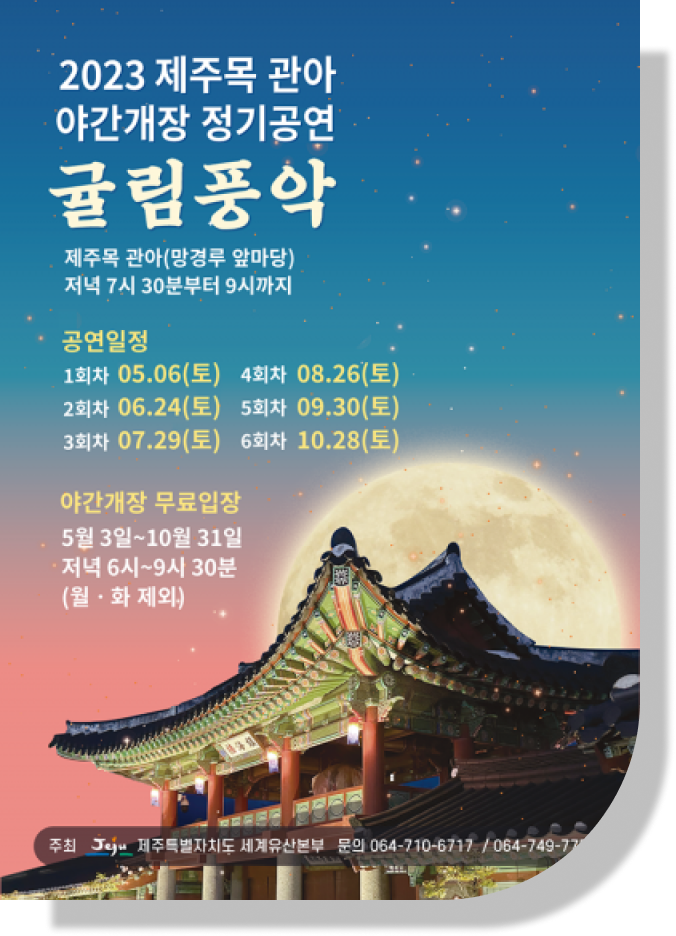 2023 제주목 관아
야간개장 정기공연
귤림풍악
제주목 관아(망경루 앞마당)
저녁 7시 30분부터 9시까지
공연일정
1회차 05.06(토) 4회차 08.26(토)
2회차 06.24(토) 5회차 09.30(토)
3회차 07.29(토) 6회차 10.28(토)
야간개장 무료입장
5월 3일~10월 31일
저녁 6시~9시 30분
(월 · 화 제외)
주최 Jeju 제주특별자치도 세계유산본부 문의 064-710-6717 / 064-749-77